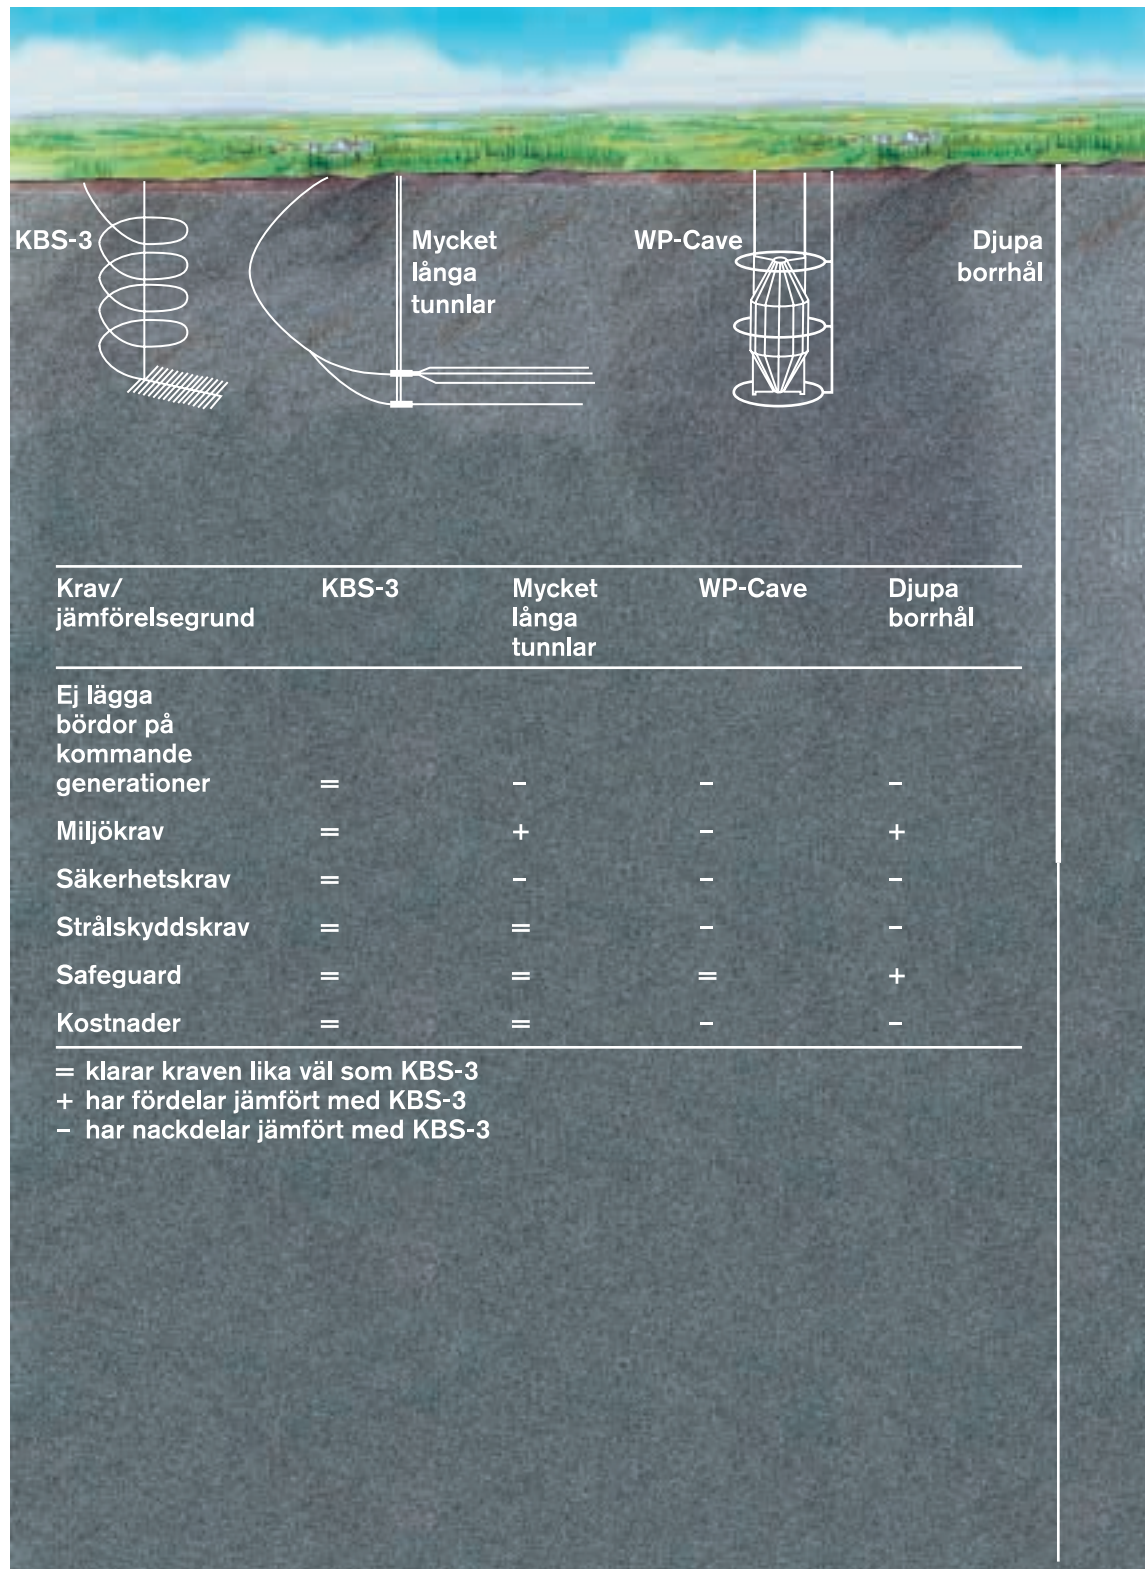 KBS-3
Mycket
långa
tunnlar
WP-Cave
Djupa
borrhål
Krav/
jämförelsegrund
KBS-3
Mycket
långa
tunnlar
WP-Cave
Djupa
borrhål
Ej lägga
bördor på
kommande
generationer = – – –
Miljökrav = + – +
Säkerhetskrav = – – –
Strålskyddskrav = = – –
Safeguard = = = +
Kostnader = = – –
= klarar kraven lika väl som KBS-3
+ har fördelar jämfört med KBS-3
– har nackdelar jämfört med KBS-3